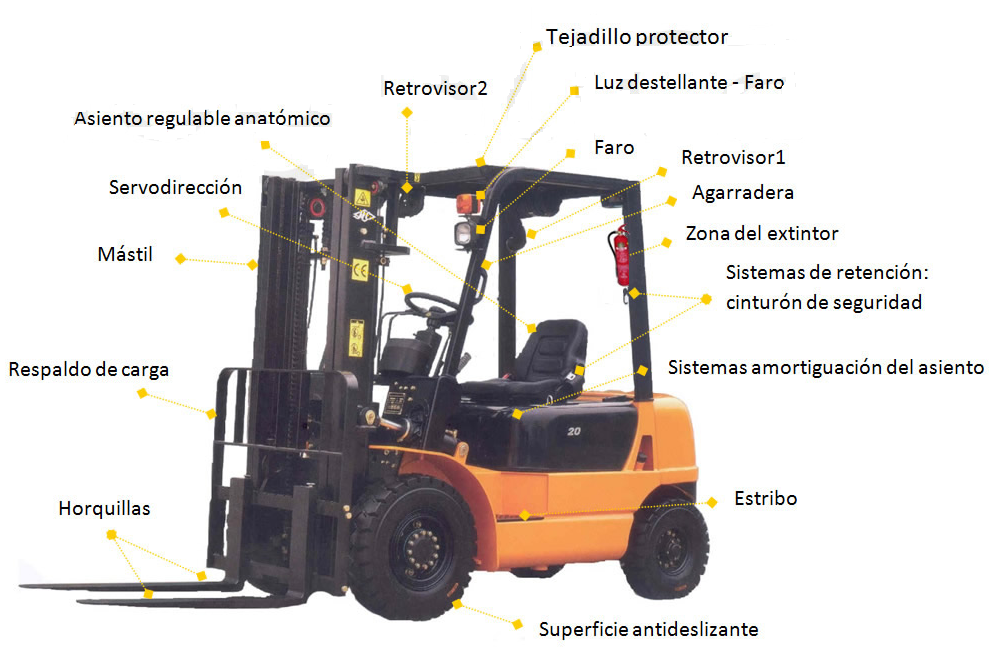 Tejadillo protector
Retrovisor2
Luz destellante - Faro
Asiento regulable anatómico
Faro
Retrovisor1
Servodirección
Agarradera
Zona del extintor
Mástil
Sistemas de retención:
cinturón de seguridad
Respaldo de carga
Sistemas amortiguación del asiento
20
Estribo
Horquillas
Superficie antideslizante
CE